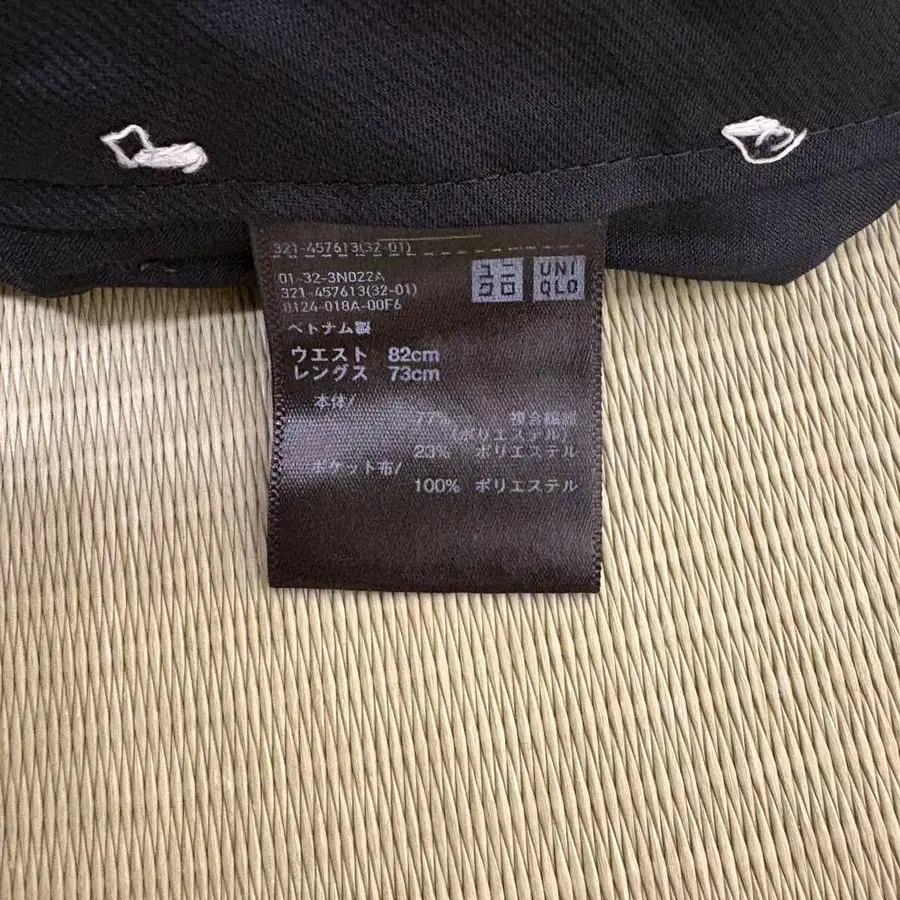 321-457613(32-01)
01-32-3N022A
321-457613(32-01)
0124-018A-00F6
ユニ
クロ
UNI
QLO
ベトナム製
ウエスト 82cm
レングス 73cm
本体/
77% 複合繊維
(ポリエステル)
23% ポリエステル
ポケット布/
100% ポリエステル